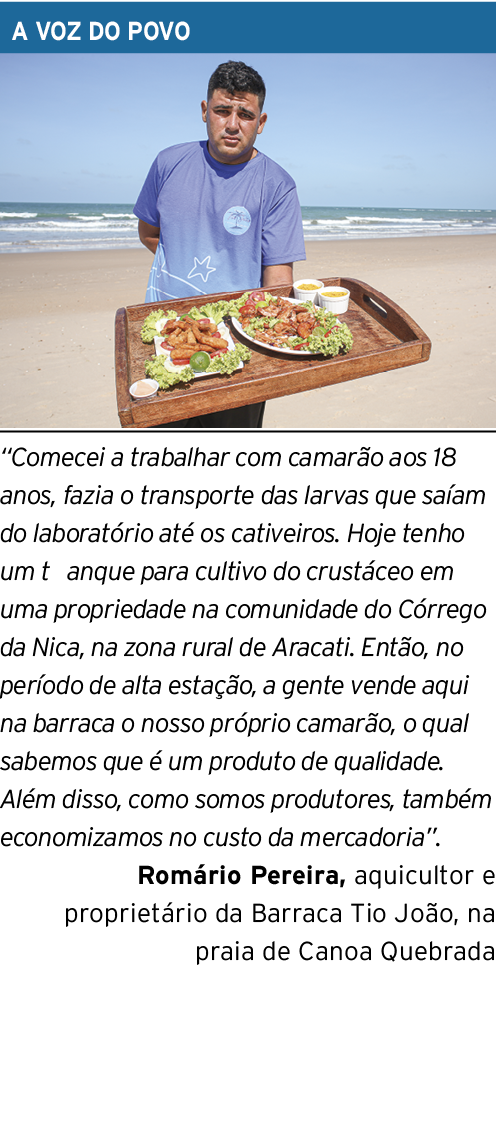 A VOZ DO POVO
“Comecei a trabalhar com camarão aos 18
anos, fazia o transporte das larvas que saíam
do laboratório até os cativeiros. Hoje tenho
um t anque para cultivo do crustáceo em
uma propriedade na comunidade do Córrego
da Nica, na zona rural de Aracati. Então, no
período de alta estação, a gente vende aqui
na barraca o nosso próprio camarão, o qual
sabemos que é um produto de qualidade.
Além disso, como somos produtores, também
economizamos no custo da mercadoria”.
Romário Pereira, aquicultor e
proprietário da Barraca Tio João, na
praia de Canoa Quebrada